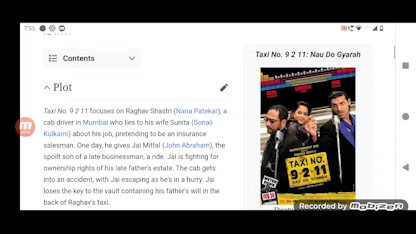 7:55
Contents
Taxi No. 9 2 11: Nau Do Gyarah
Plot
Taxi No. 9 2 11 focuses on Raghav Shastri (Nana Patekar), a
cab driver in Mumbai who lies to his wife Sunita (Sonali
Kulkarni) about his job, pretending to be an insurance
salesman. One day, he gives Jai Mittal (John Abraham), the
spoilt son of a late businessman, a ride. Jai is fighting for
ownership rights of his late father's estate. The cab gets
into an accident, with Jai escaping as he's in a hurry. Jai
loses the key to the vault containing his father's will in the
back of Raghav's taxi.
TAXI NO.
9·2·11
NAU DO GYARAH
Recorded by
Mobizen